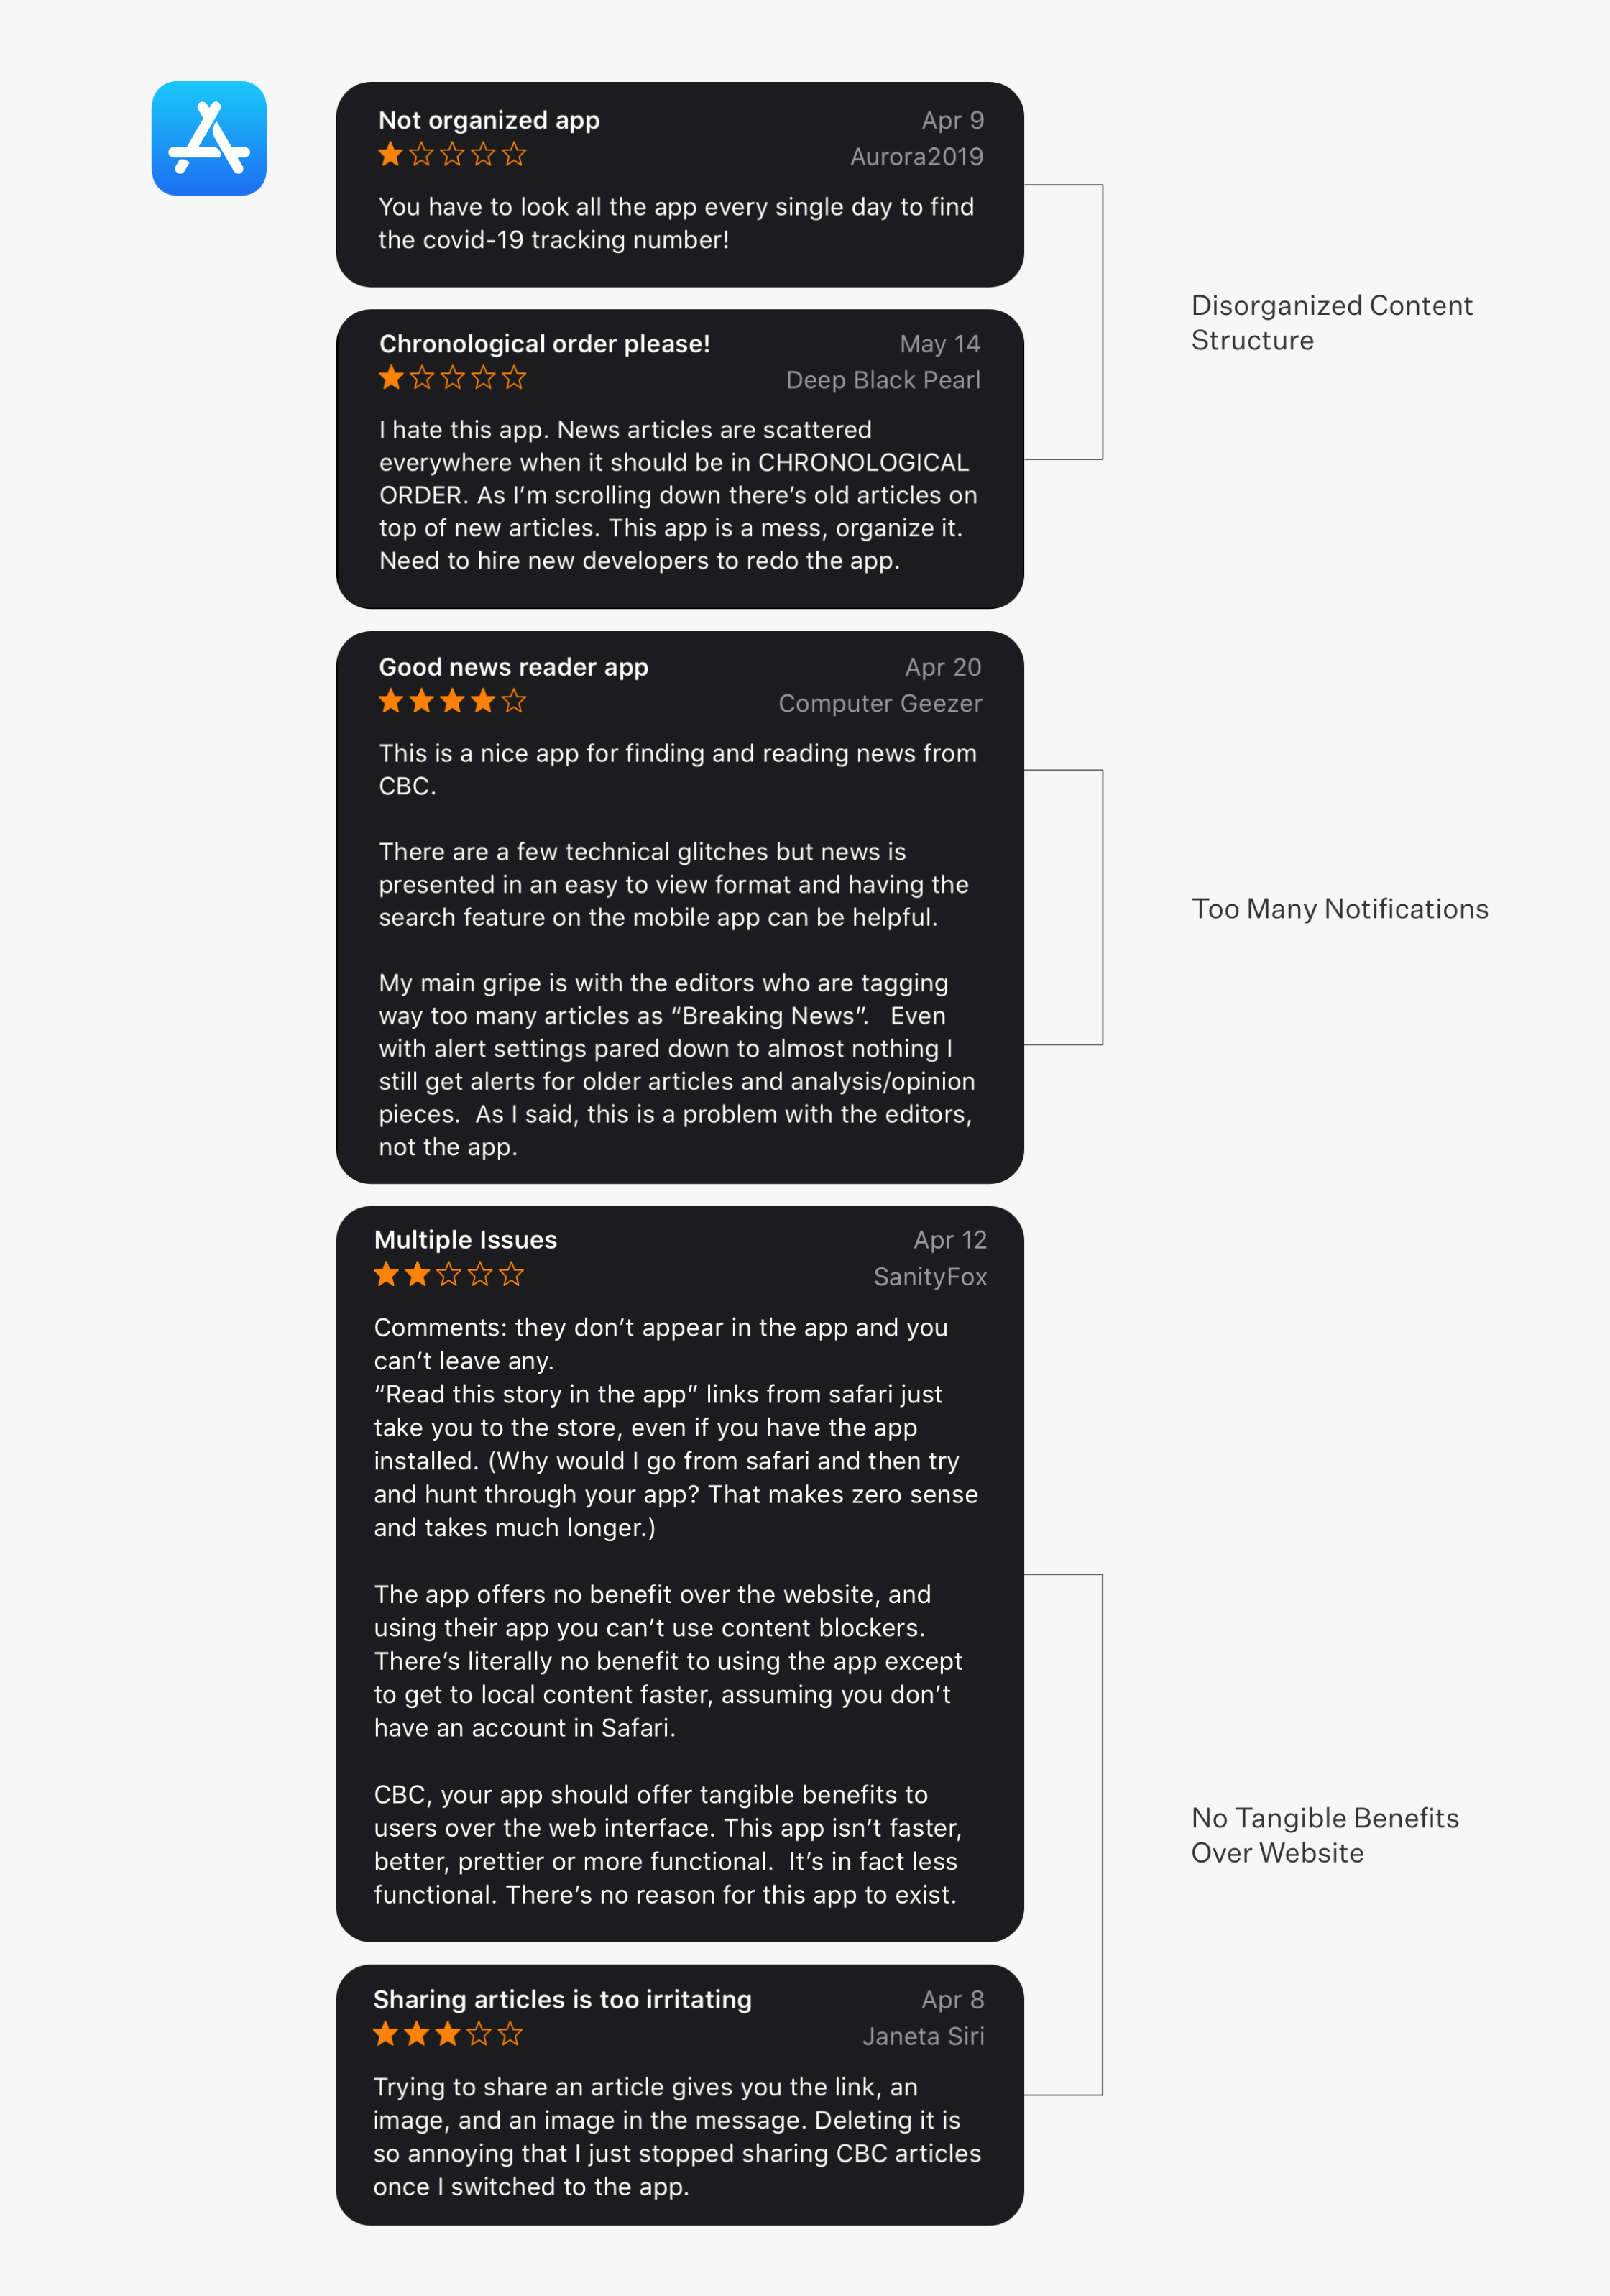 Not organized app
Apr 9
Aurora2019
You have to look all the app every single day to find
the covid-19 tracking number!
Disorganized Content
Structure
Chronological order please!
May 14
Deep Black Pearl
I hate this app. News articles are scattered
everywhere when it should be in CHRONOLOGICAL
ORDER. As I’m scrolling down there’s old articles on
top of new articles. This app is a mess, organize it.
Need to hire new developers to redo the app.
Good news reader app
Apr 20
Computer Geezer
This is a nice app for finding and reading news from
CBC.
There are a few technical glitches but news is
presented in an easy to view format and having the
search feature on the mobile app can be helpful.
My main gripe is with the editors who are tagging
way too many articles as “Breaking News”.   Even
with alert settings pared down to almost nothing I
still get alerts for older articles and analysis/opinion
pieces.  As I said, this is a problem with the editors,
not the app.
Too Many Notifications
Multiple Issues
Apr 12
SanityFox
Comments: they don’t appear in the app and you
can’t leave any.
“Read this story in the app” links from safari just
take you to the store, even if you have the app
installed. (Why would I go from safari and then try
and hunt through your app? That makes zero sense
and takes much longer.)
The app offers no benefit over the website, and
using their app you can’t use content blockers.
There’s literally no benefit to using the app except
to get to local content faster, assuming you don’t
have an account in Safari.
CBC, your app should offer tangible benefits to
users over the web interface. This app isn’t faster,
better, prettier or more functional.  It’s in fact less
functional. There’s no reason for this app to exist.
No Tangible Benefits
Over Website
Sharing articles is too irritating
Apr 8
Janeta Siri
Trying to share an article gives you the link, an
image, and an image in the message. Deleting it is
so annoying that I just stopped sharing CBC articles
once I switched to the app.